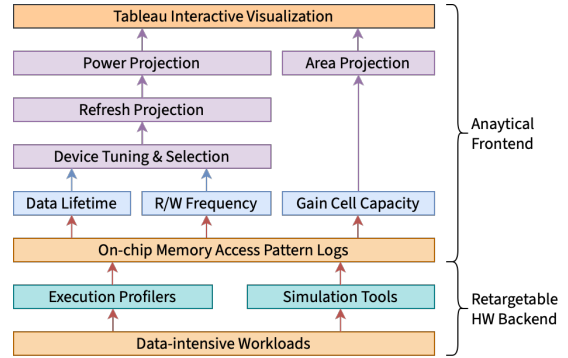 Tableau Interactive Visualization
Power Projection
Area Projection
Refresh Projection
Device Tuning & Selection
Data Lifetime
R/W Frequency
Gain Cell Capacity
On-chip Memory Access Pattern Logs
Execution Profilers
Simulation Tools
Data-intensive Workloads
Anaytical
Frontend
Retargetable
HW Backend